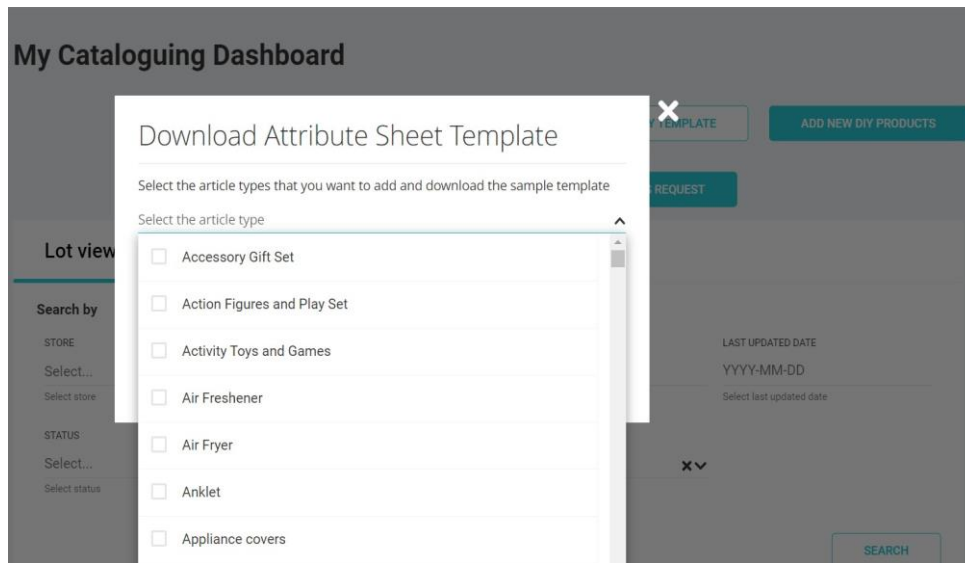 My Cataloguing Dashboard
TEMPLATE
ADD NEW DIY PRODUCTS
Download Attribute Sheet Template
Select the article types that you want to add and download the sample template
REQUEST
Select the article type
Lot view
Accessory Gift Set
Action Figures and Play Set
Search by
STORE
LAST UPDATED DATE
Activity Toys and Games
Select...
YYYY-MM-DD
Select store
Select last updated date
Air Freshener
STATUS
Air Fryer
Select...
Select status
Anklet
Appliance covers
SEARCH